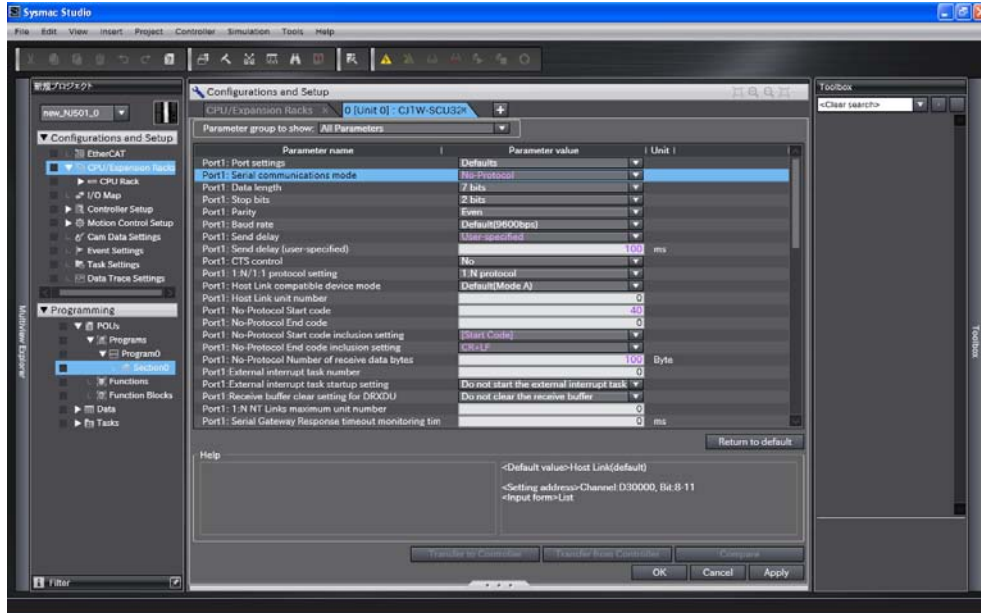 Sysmac Studio
File Edit View Insert Project Controller Simulation Tools Help
新規プロジェクト
new_NJ501_0
Configurations and Setup
EtherCAT
CPU/Expansion Racks
CPU Rack
I/O Map
Controller Setup
Motion Control Setup
Cam Data Settings
Event Settings
Task Settings
Data Trace Settings
Programming
POUs
Programs
Program0
Section0
Functions
Function Blocks
Data
Tasks
Filter
Multiview Explorer
Configurations and Setup
CPU/Expansion Racks 0 [Unit 0] : CJ1W-SCU32
Parameter group to show: All Parameters
Parameter name Parameter value Unit
Port1: Port settings Defaults
Port1: Serial communications mode No-Protocol
Port1: Data length 7 bits
Port1: Stop bits 2 bits
Port1: Parity Even
Port1: Baud rate Default(9600bps)
Port1: Send delay User-specified
Port1: Send delay (user-specified) 100 ms
Port1: CTS control No
Port1: 1:N/1:1 protocol setting 1:N protocol
Port1: Host Link compatible device mode Default(Mode A)
Port1: Host Link unit number 0
Port1: No-Protocol Start code 40
Port1: No-Protocol End code 0
Port1: No-Protocol Start code inclusion setting [Start Code]
Port1: No-Protocol End code inclusion setting CR+LF
Port1: No-Protocol Number of receive data bytes 100 Byte
Port1:External interrupt task number 0
Port1:External interrupt task startup setting Do not start the external interrupt task
Port1:Receive buffer clear setting for DRXDU Do not clear the receive buffer
Port1: 1:N NT Links maximum unit number 0
Port1: Serial Gateway Response timeout monitoring tim 0 ms
Return to default
Help
<Default value>Host Link(default)
<Setting address>Channel:D30000, Bit:8-11
<Input form>List
Transfer to Controller Transfer from Controller Compare
OK Cancel Apply
Toolbox
<Clear search>
Toolbox